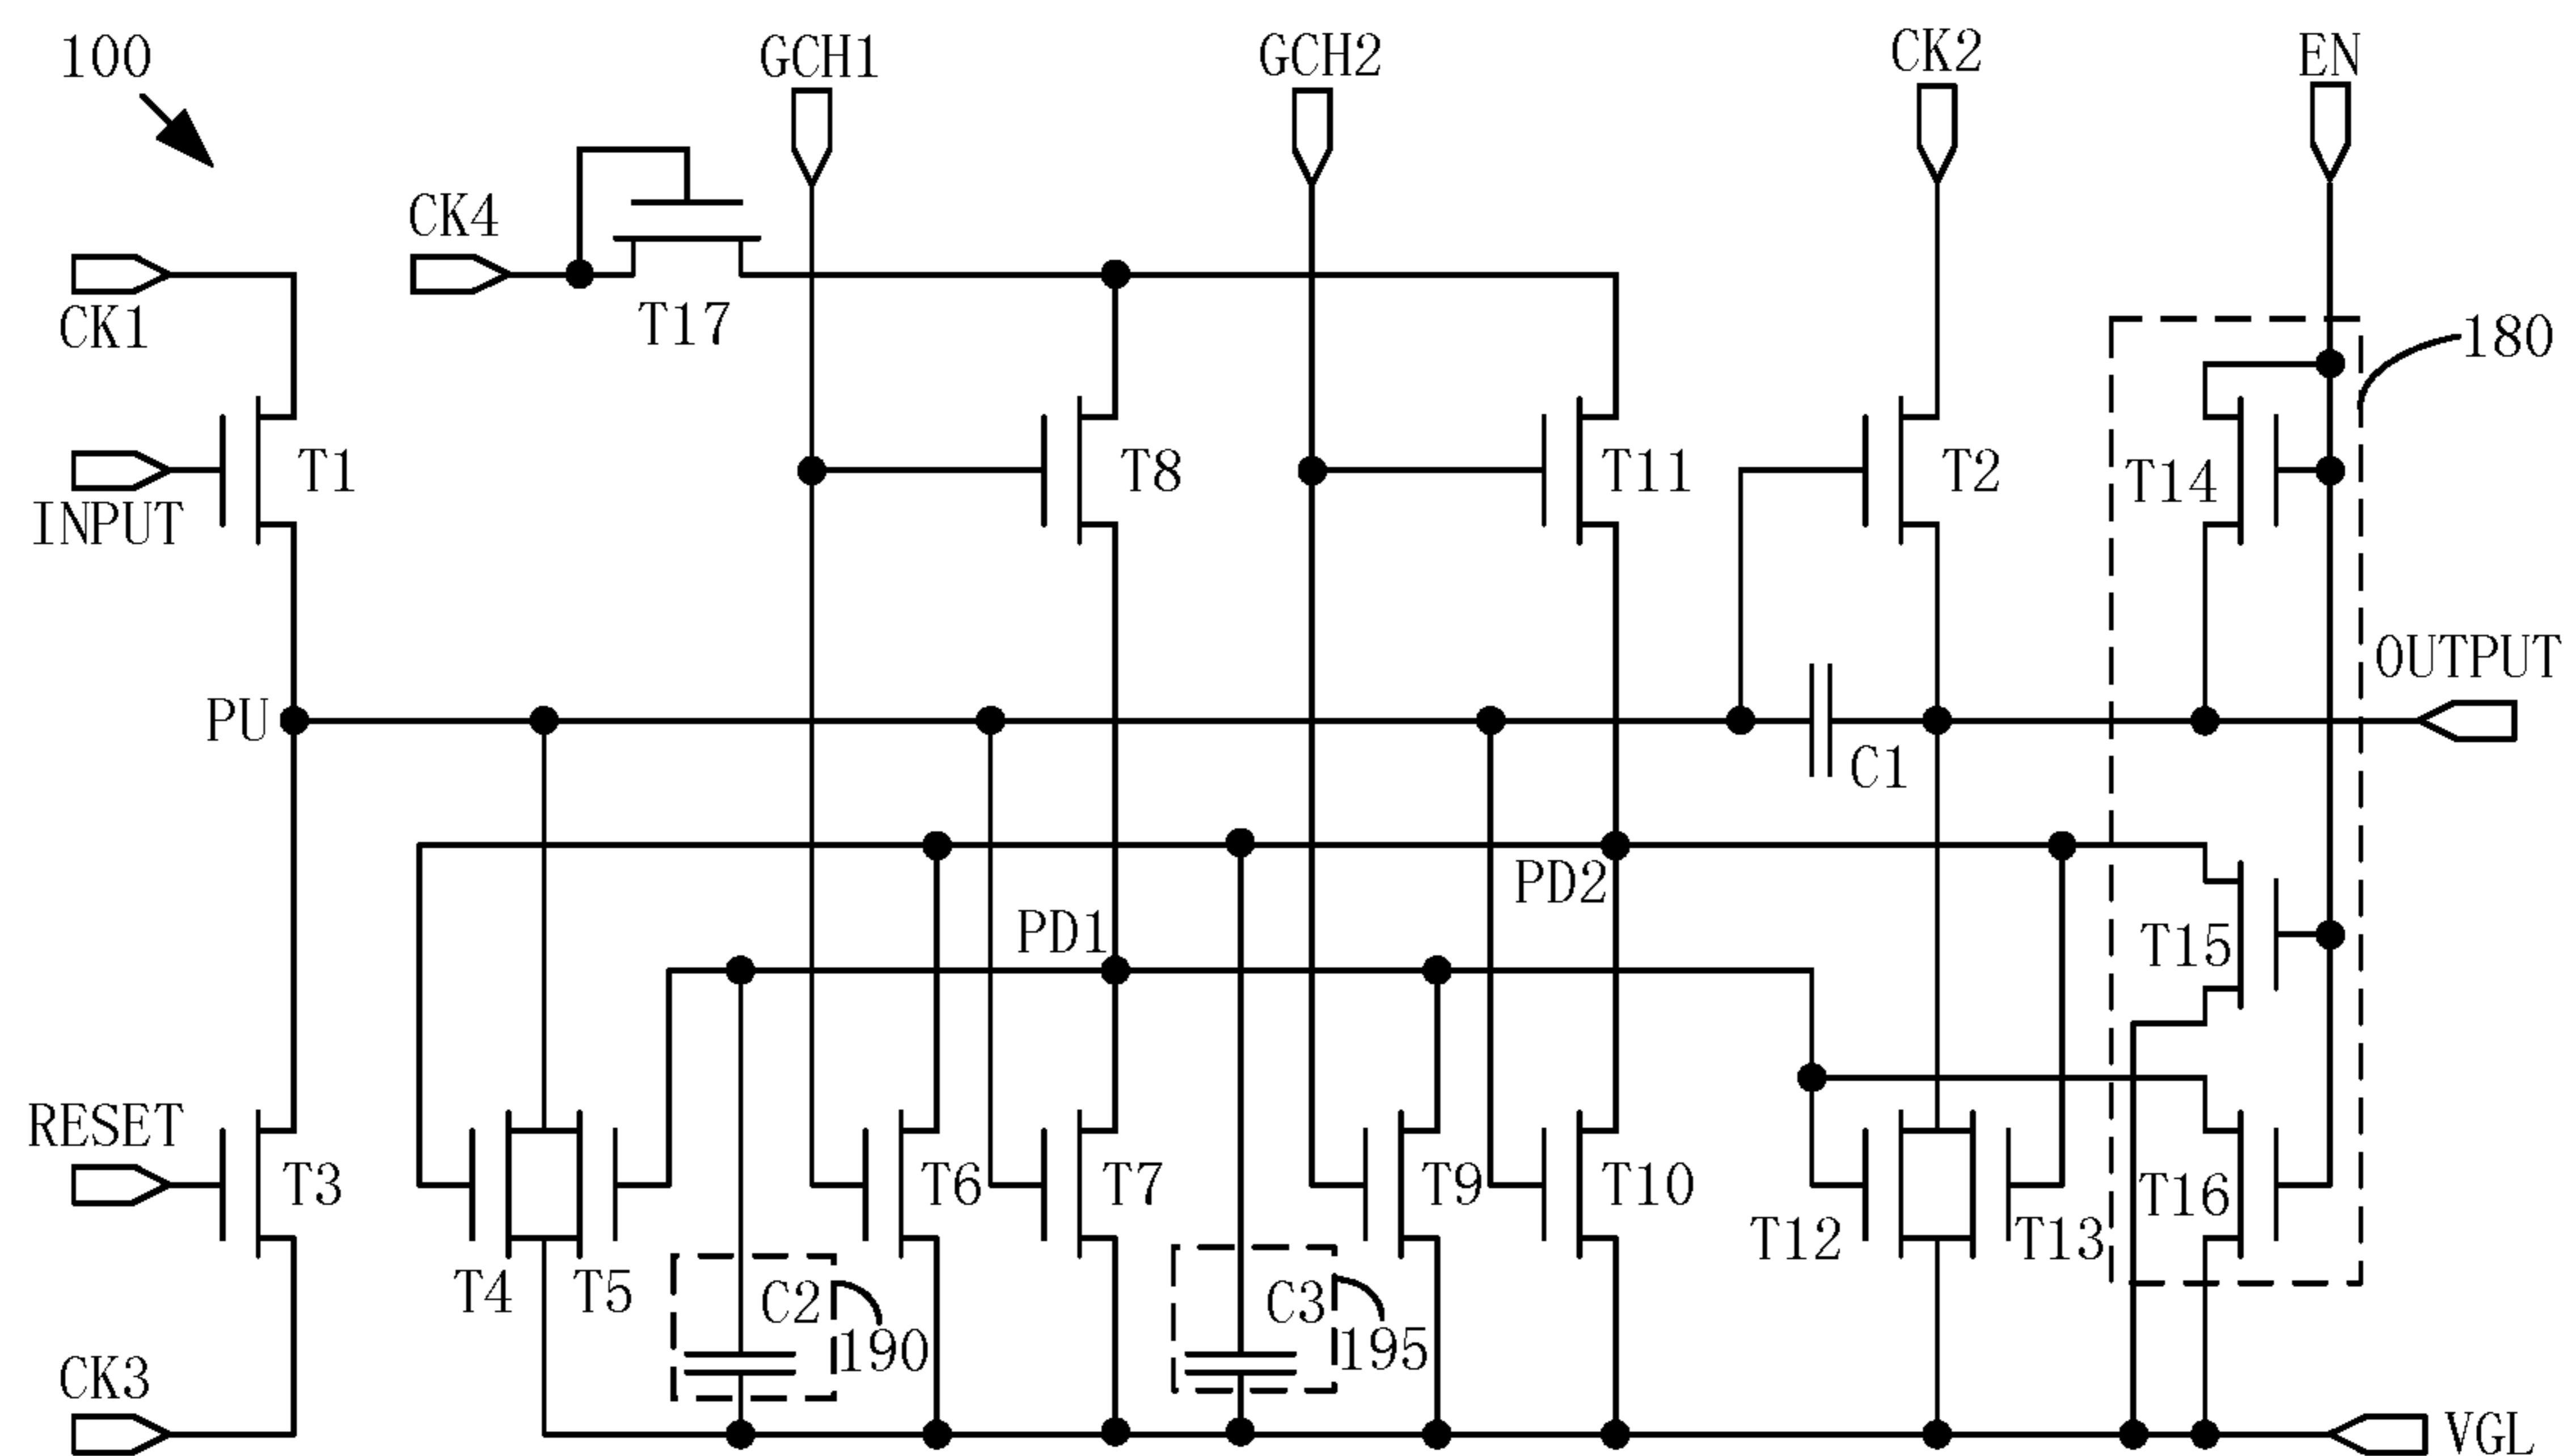 100
GCH1
GCH2
CK2
EN
CK4
CK1
T17
180
INPUT
T1
T8
T11
T2
T14
PU
OUTPUT
C1
PD2
PD1
T15
RESET
T3
T4
T5
T6
T7
T9
T10
T12
T13
T16
C2
190
C3
195
CK3
VGL